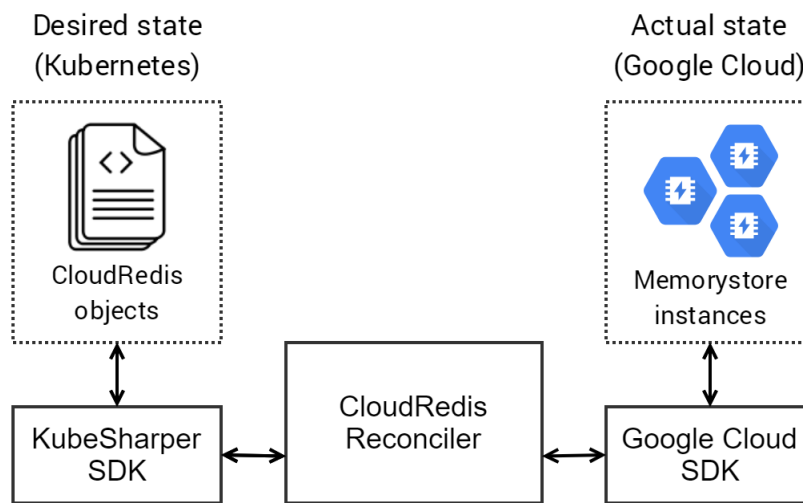 Desired state
(Kubernetes)
Actual state
(Google Cloud)
CloudRedis
objects
Memorystore
instances
KubeSharper
SDK
CloudRedis
Reconciler
Google Cloud
SDK